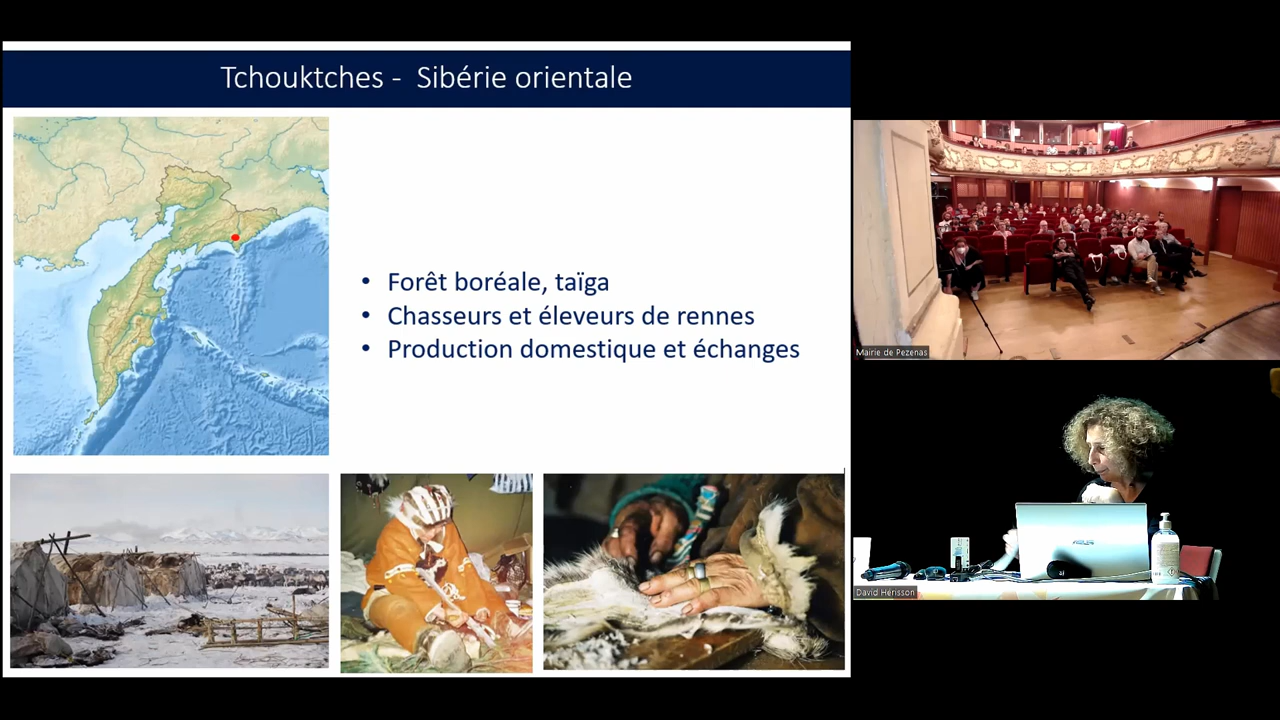 Tchouktches - Sibérie orientale
• Forêt boréale, taïga
• Chasseurs et éleveurs de rennes
• Production domestique et échanges
Mairie de Pezenas
ASUS
David Herisson